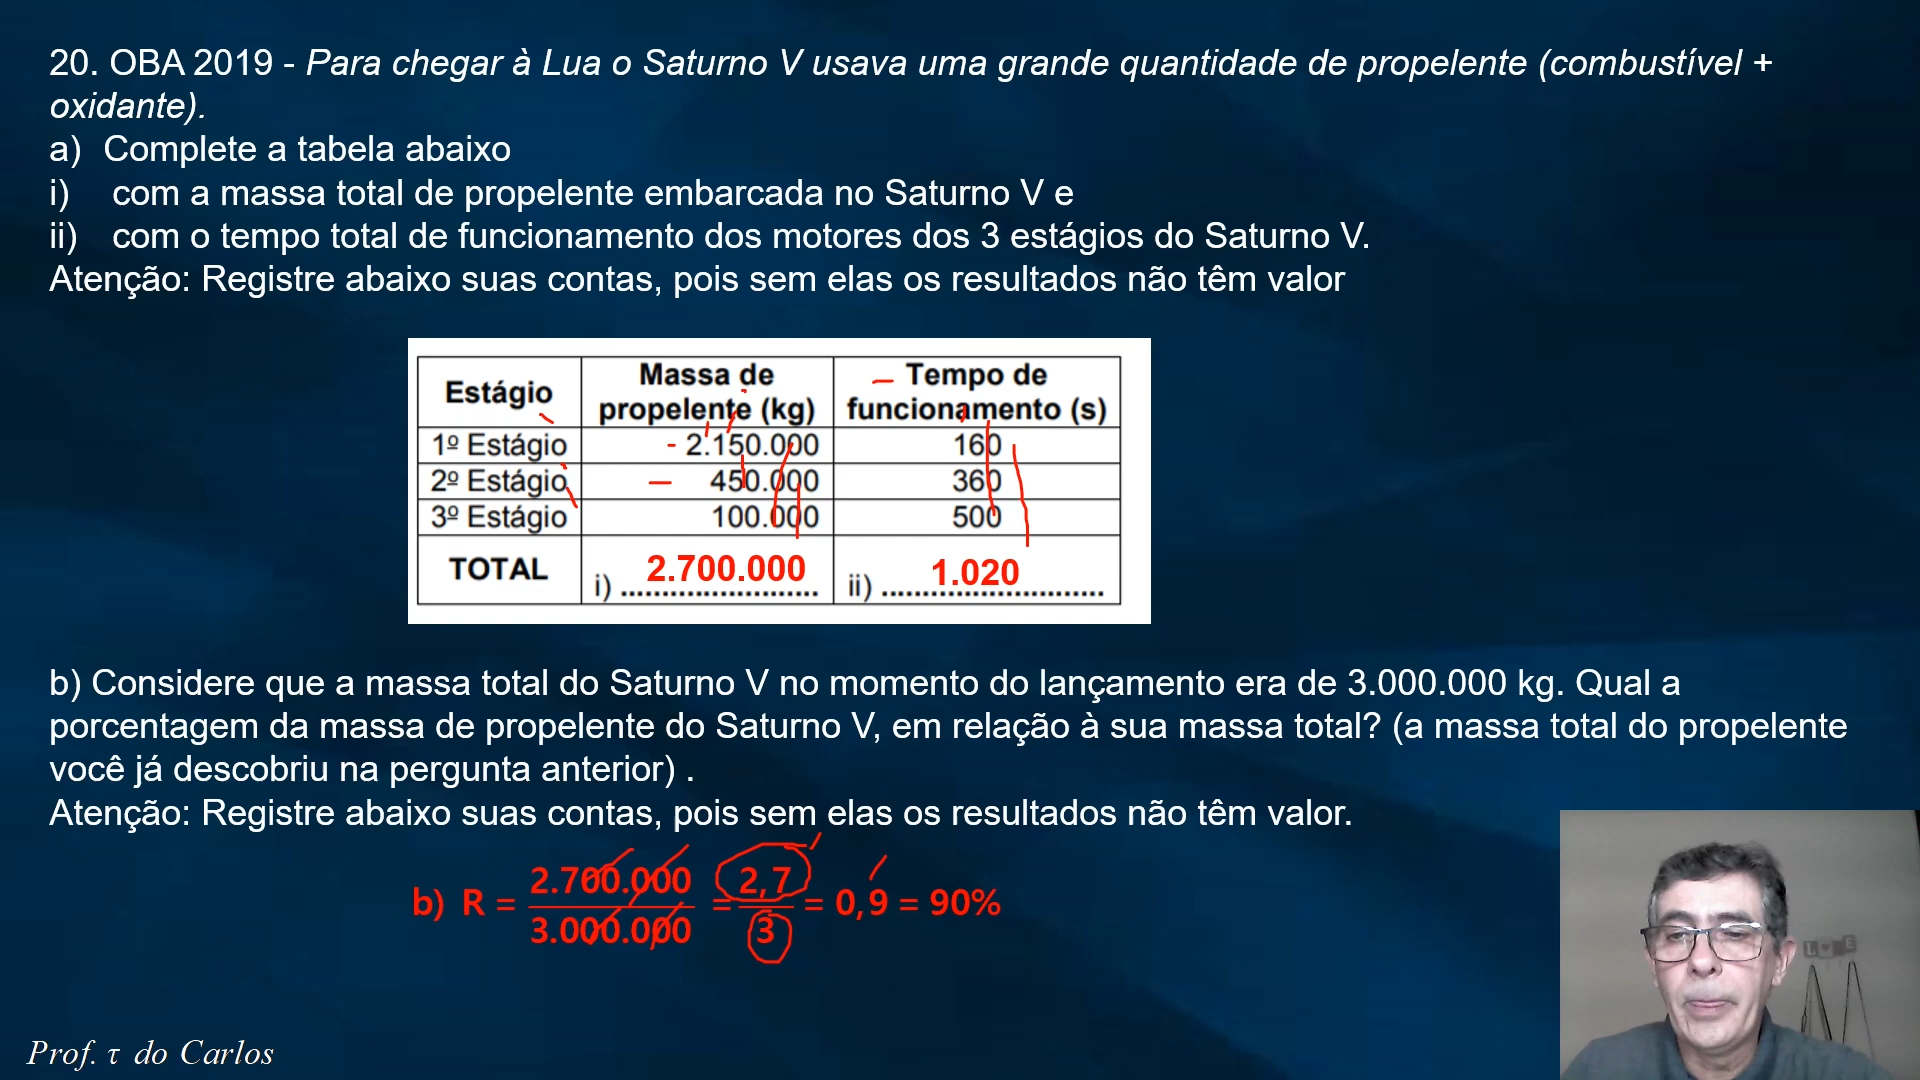 20. OBA 2019 - Para chegar à Lua o Saturno V usava uma grande quantidade de propelente (combustível +
oxidante).
a) Complete a tabela abaixo
i) com a massa total de propelente embarcada no Saturno V e
ii) com o tempo total de funcionamento dos motores dos 3 estágios do Saturno V.
Atenção: Registre abaixo suas contas, pois sem elas os resultados não têm valor
Estágio Massa de propelente (kg) Tempo de funcionamento (s)
1º Estágio 2.150.000 160
2º Estágio 450.000 360
3º Estágio 100.000 500
TOTAL i) 2.700.000 ii) 1.020
b) Considere que a massa total do Saturno V no momento do lançamento era de 3.000.000 kg. Qual a
porcentagem da massa de propelente do Saturno V, em relação à sua massa total? (a massa total do propelente
você já descobriu na pergunta anterior) .
Atenção: Registre abaixo suas contas, pois sem elas os resultados não têm valor.
b) R = 2.700.000 / 3.000.000 = 2,7 / 3 = 0,9 = 90%
Prof. τ do Carlos